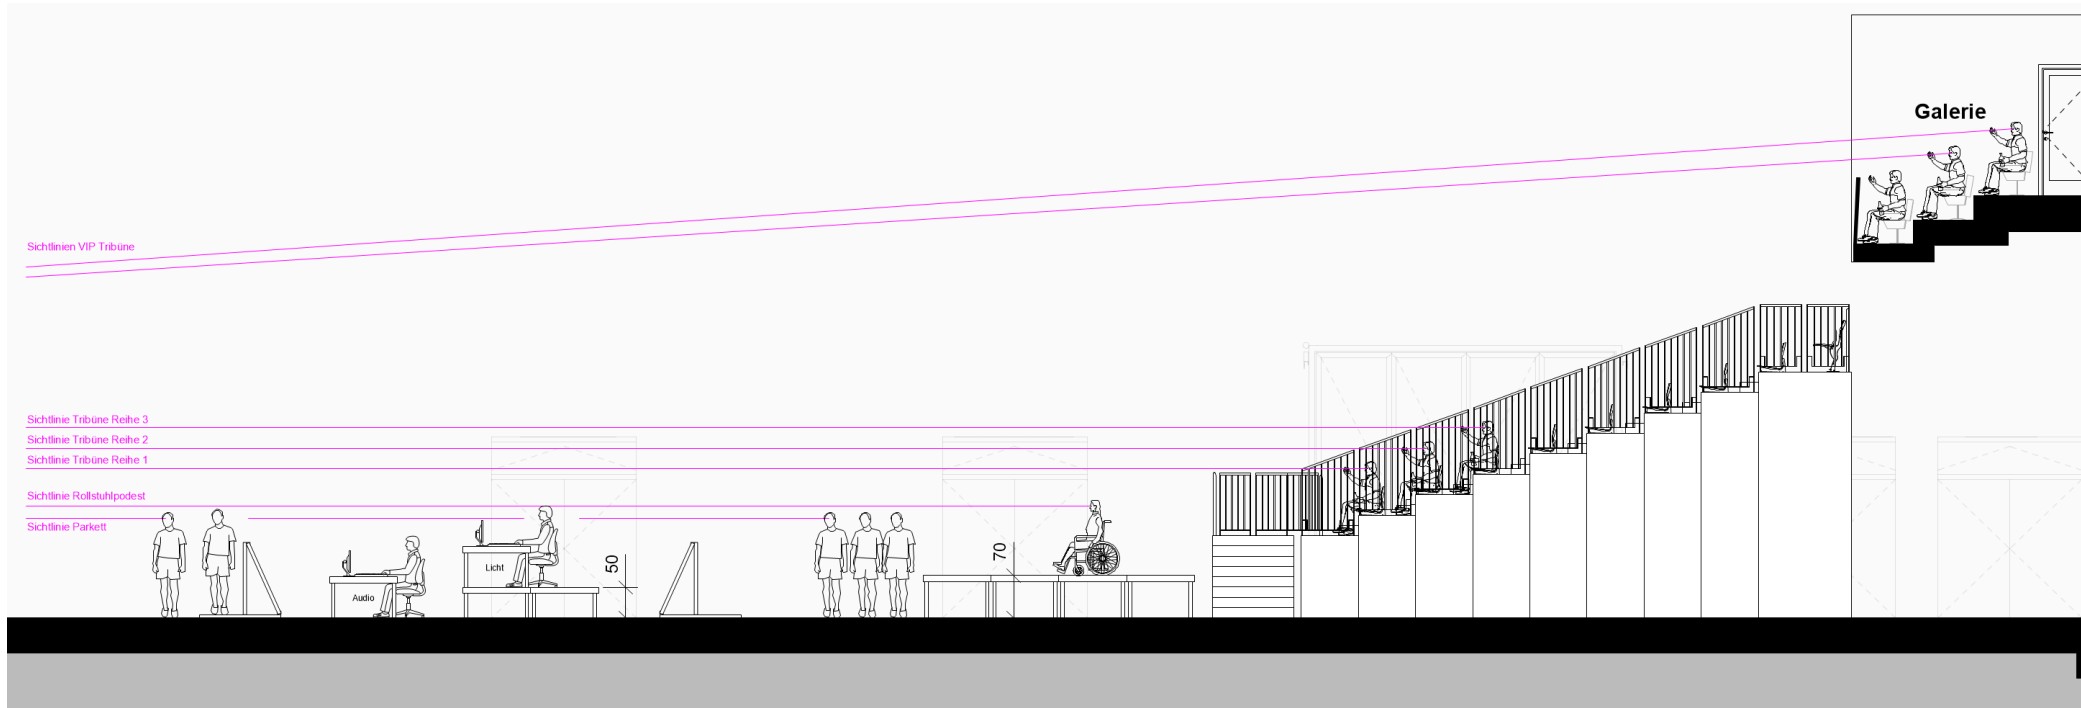 Galerie
Sichtlinien VIP Tribüne
Sichtlinie Tribüne Reihe 3
Sichtlinie Tribüne Reihe 2
Sichtlinie Tribüne Reihe 1
Sichtlinie Rollstuhlpodest
Sichtlinie Parkett
Licht
Audio
50
70